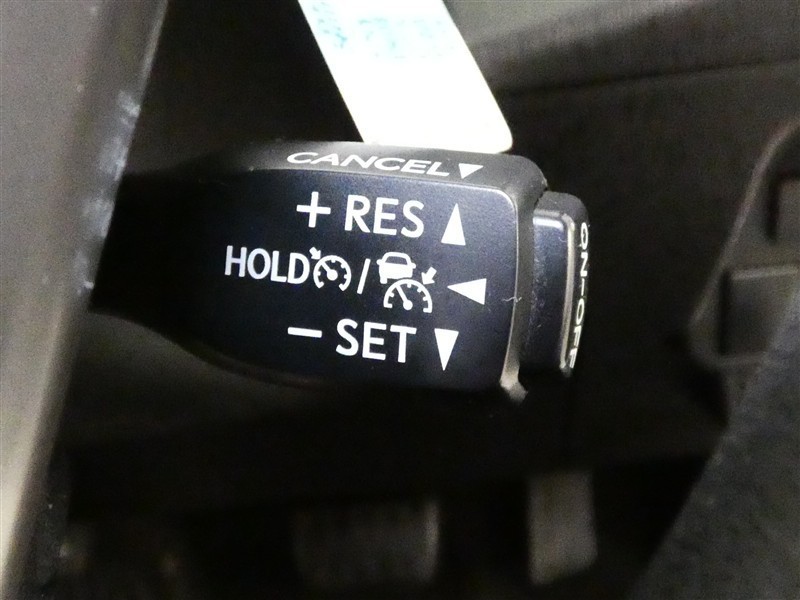 CANCEL▼
+ RES ▲
HOLD / ◀
− SET ▼
ON-OFF